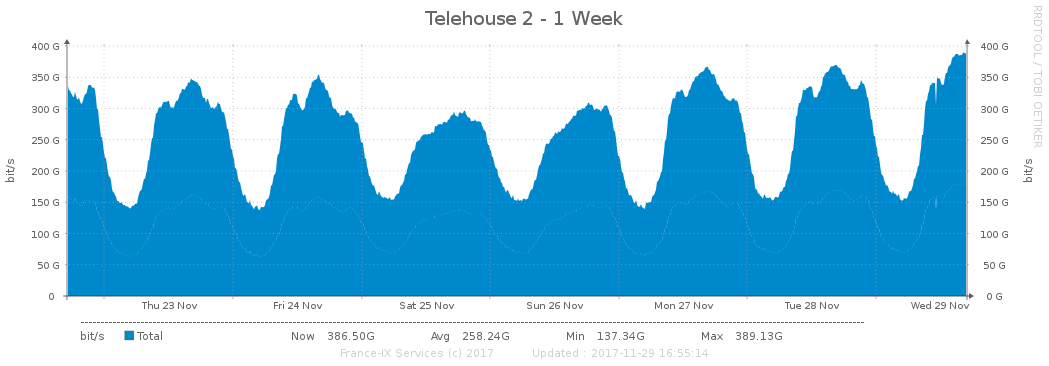 Telehouse 2 - 1 Week
RRDTOOL / TOBI OETIKER
400 G 400 G
350 G 350 G
300 G 300 G
250 G 250 G
200 G 200 G
150 G 150 G
100 G 100 G
50 G 50 G
0 0 G
bit/s bit/s
Thu 23 Nov Fri 24 Nov Sat 25 Nov Sun 26 Nov Mon 27 Nov Tue 28 Nov Wed 29 Nov
bit/s Total Now 386.50G Avg 258.24G Min 137.34G Max 389.13G
France-IX Services (c) 2017 Updated : 2017-11-29 16:55:14